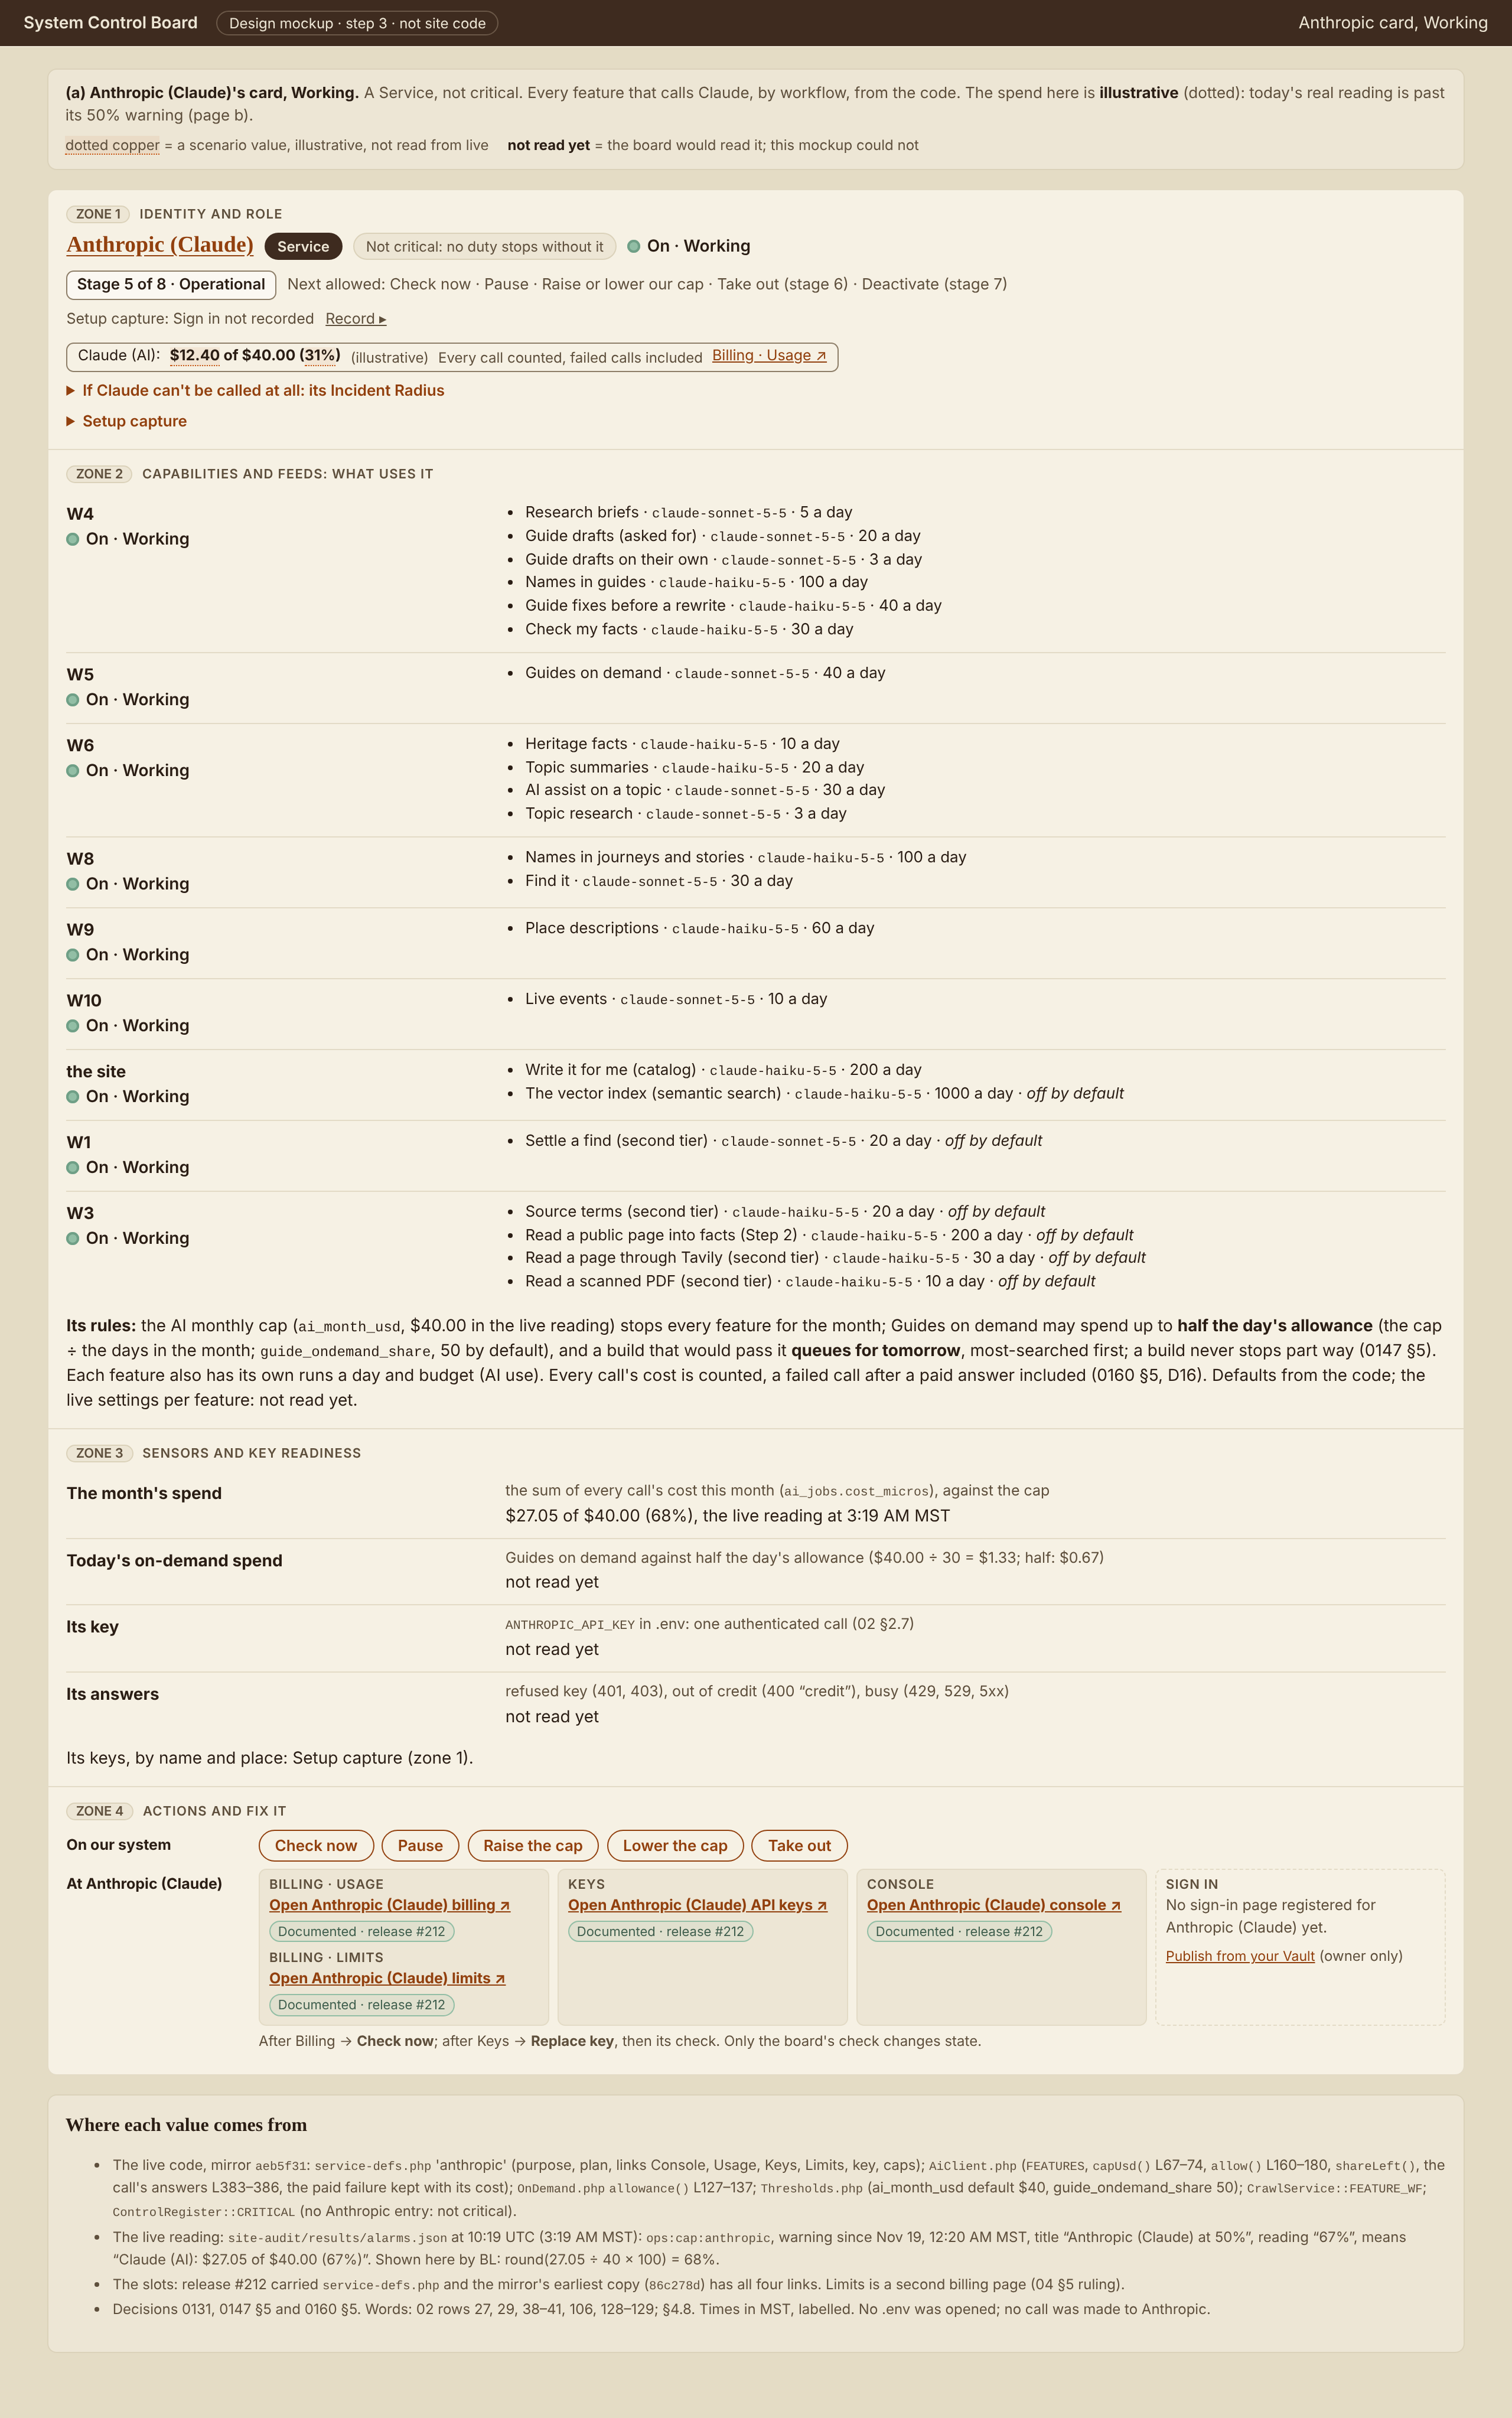 System Control Board
Design mockup · step 3 · not site code
Anthropic card, Working
(a) Anthropic (Claude)'s card, Working. A Service, not critical. Every feature that calls Claude, by workflow, from the code. The spend here is illustrative (dotted): today's real reading is past
its 50% warning (page b).
dotted copper = a scenario value, illustrative, not read from live not read yet = the board would read it; this mockup could not
ZONE 1 IDENTITY AND ROLE
Anthropic (Claude) Service Not critical: no duty stops without it On · Working
Stage 5 of 8 · Operational Next allowed: Check now · Pause · Raise or lower our cap · Take out (stage 6) · Deactivate (stage 7)
Setup capture: Sign in not recorded Record ▸
Claude (AI): $12.40 of $40.00 (31%) (illustrative) Every call counted, failed calls included Billing · Usage ↗
▶ If Claude can't be called at all: its Incident Radius
▶ Setup capture
ZONE 2 CAPABILITIES AND FEEDS: WHAT USES IT
W4
On · Working
• Research briefs · claude-sonnet-5-5 · 5 a day
• Guide drafts (asked for) · claude-sonnet-5-5 · 20 a day
• Guide drafts on their own · claude-sonnet-5-5 · 3 a day
• Names in guides · claude-haiku-5-5 · 100 a day
• Guide fixes before a rewrite · claude-haiku-5-5 · 40 a day
• Check my facts · claude-haiku-5-5 · 30 a day
W5
On · Working
• Guides on demand · claude-sonnet-5-5 · 40 a day
W6
On · Working
• Heritage facts · claude-haiku-5-5 · 10 a day
• Topic summaries · claude-haiku-5-5 · 20 a day
• AI assist on a topic · claude-sonnet-5-5 · 30 a day
• Topic research · claude-sonnet-5-5 · 3 a day
W8
On · Working
• Names in journeys and stories · claude-haiku-5-5 · 100 a day
• Find it · claude-sonnet-5-5 · 30 a day
W9
On · Working
• Place descriptions · claude-haiku-5-5 · 60 a day
W10
On · Working
• Live events · claude-sonnet-5-5 · 10 a day
the site
On · Working
• Write it for me (catalog) · claude-haiku-5-5 · 200 a day
• The vector index (semantic search) · claude-haiku-5-5 · 1000 a day · off by default
W1
On · Working
• Settle a find (second tier) · claude-sonnet-5-5 · 20 a day · off by default
W3
On · Working
• Source terms (second tier) · claude-haiku-5-5 · 20 a day · off by default
• Read a public page into facts (Step 2) · claude-haiku-5-5 · 200 a day · off by default
• Read a page through Tavily (second tier) · claude-haiku-5-5 · 30 a day · off by default
• Read a scanned PDF (second tier) · claude-haiku-5-5 · 10 a day · off by default
Its rules: the AI monthly cap (ai_month_usd, $40.00 in the live reading) stops every feature for the month; Guides on demand may spend up to half the day's allowance (the cap
÷ the days in the month; guide_ondemand_share, 50 by default), and a build that would pass it queues for tomorrow, most-searched first; a build never stops part way (0147 §5).
Each feature also has its own runs a day and budget (AI use). Every call's cost is counted, a failed call after a paid answer included (0160 §5, D16). Defaults from the code; the
live settings per feature: not read yet.
ZONE 3 SENSORS AND KEY READINESS
The month's spend
the sum of every call's cost this month (ai_jobs.cost_micros), against the cap
$27.05 of $40.00 (68%), the live reading at 3:19 AM MST
Today's on-demand spend
Guides on demand against half the day's allowance ($40.00 ÷ 30 = $1.33; half: $0.67)
not read yet
Its key
ANTHROPIC_API_KEY in .env: one authenticated call (02 §2.7)
not read yet
Its answers
refused key (401, 403), out of credit (400 “credit”), busy (429, 529, 5xx)
not read yet
Its keys, by name and place: Setup capture (zone 1).
ZONE 4 ACTIONS AND FIX IT
On our system Check now Pause Raise the cap Lower the cap Take out
At Anthropic (Claude)
BILLING · USAGE
Open Anthropic (Claude) billing ↗
Documented · release #212
BILLING · LIMITS
Open Anthropic (Claude) limits ↗
Documented · release #212
KEYS
Open Anthropic (Claude) API keys ↗
Documented · release #212
CONSOLE
Open Anthropic (Claude) console ↗
Documented · release #212
SIGN IN
No sign-in page registered for
Anthropic (Claude) yet.
Publish from your Vault (owner only)
After Billing → Check now; after Keys → Replace key, then its check. Only the board's check changes state.
Where each value comes from
• The live code, mirror aeb5f31: service-defs.php 'anthropic' (purpose, plan, links Console, Usage, Keys, Limits, key, caps); AiClient.php (FEATURES, capUsd() L67–74, allow() L160–180, shareLeft(), the
call's answers L383–386, the paid failure kept with its cost); OnDemand.php allowance() L127–137; Thresholds.php (ai_month_usd default $40, guide_ondemand_share 50); CrawlService::FEATURE_WF;
ControlRegister::CRITICAL (no Anthropic entry: not critical).
• The live reading: site-audit/results/alarms.json at 10:19 UTC (3:19 AM MST): ops:cap:anthropic, warning since Nov 19, 12:20 AM MST, title “Anthropic (Claude) at 50%”, reading “67%”, means
“Claude (AI): $27.05 of $40.00 (67%)”. Shown here by BL: round(27.05 ÷ 40 × 100) = 68%.
• The slots: release #212 carried service-defs.php and the mirror's earliest copy (86c278d) has all four links. Limits is a second billing page (04 §5 ruling).
• Decisions 0131, 0147 §5 and 0160 §5. Words: 02 rows 27, 29, 38–41, 106, 128–129; §4.8. Times in MST, labelled. No .env was opened; no call was made to Anthropic.